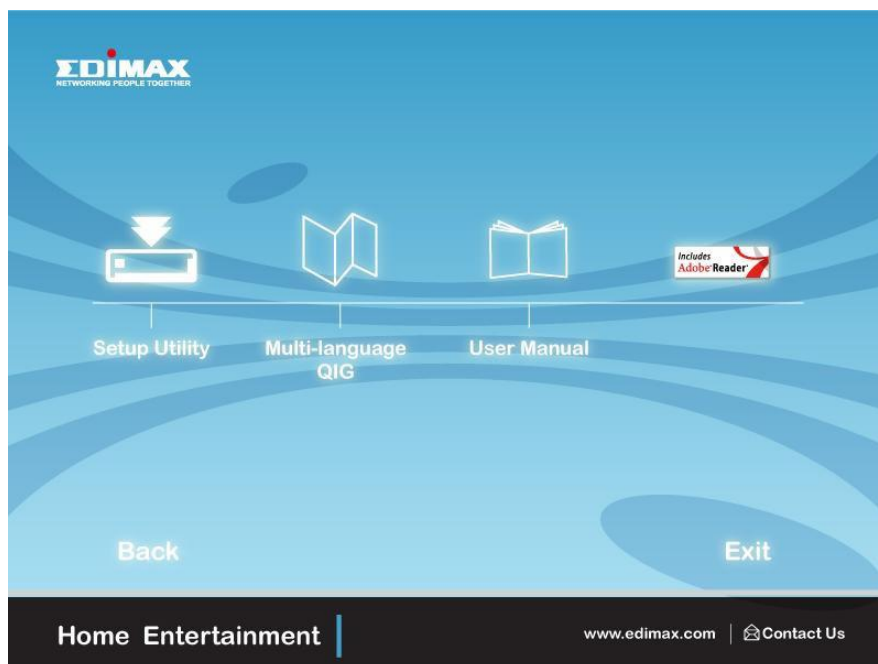 EDIMAX
NETWORKING PEOPLE TOGETHER
Includes
Adobe Reader
Setup Utility
Multi-language
QIG
User Manual
Back
Exit
Home Entertainment
www.edimax.com
Contact Us